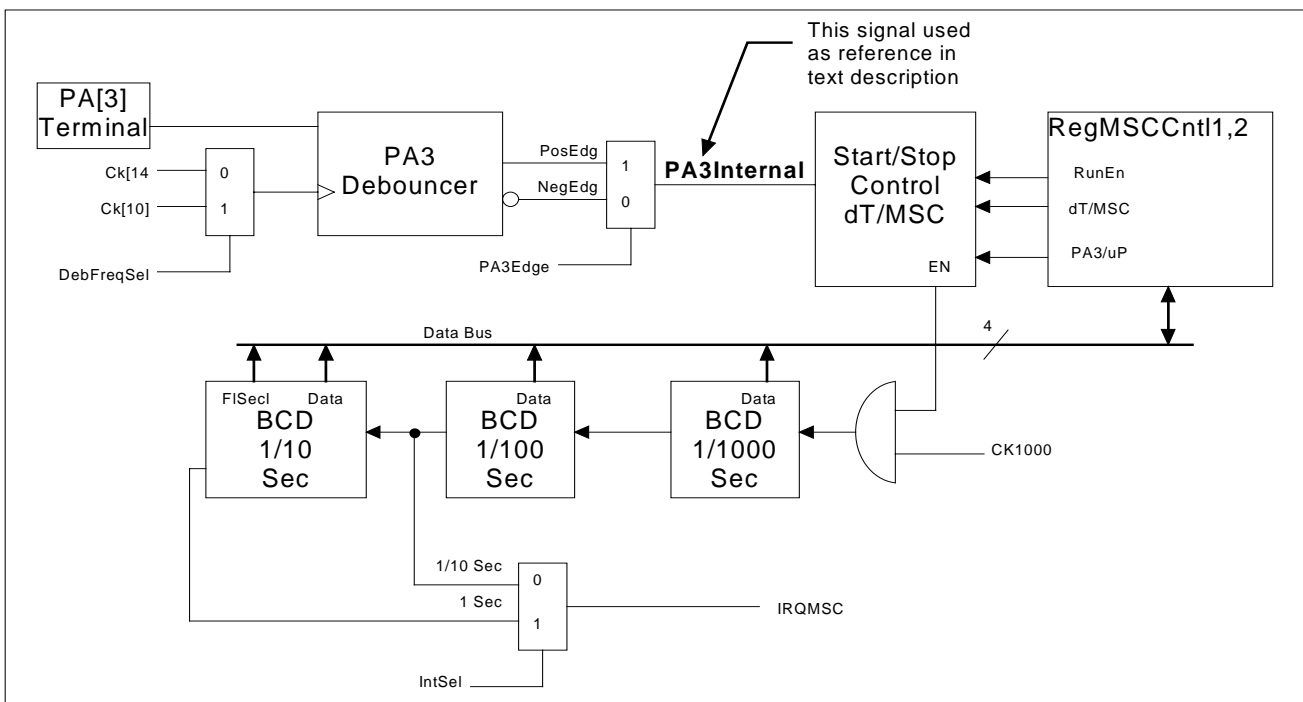 This signal used
as reference in
text description
PA[3]
Terminal
PA3
Debouncer
PosEdg
NegEdg
1
0
PA3Internal
Start/Stop
Control
dT/MSC
EN
RegMSCCntl1,2
RunEn
dT/MSC
PA3/uP
Ck[14
Ck[10]
0
1
DebFreqSel
PA3Edge
Data Bus
4
FlSecl
Data
BCD
1/10
Sec
Data
BCD
1/100
Sec
Data
BCD
1/1000
Sec
CK1000
1/10 Sec
1 Sec
0
1
IRQMSC
IntSel